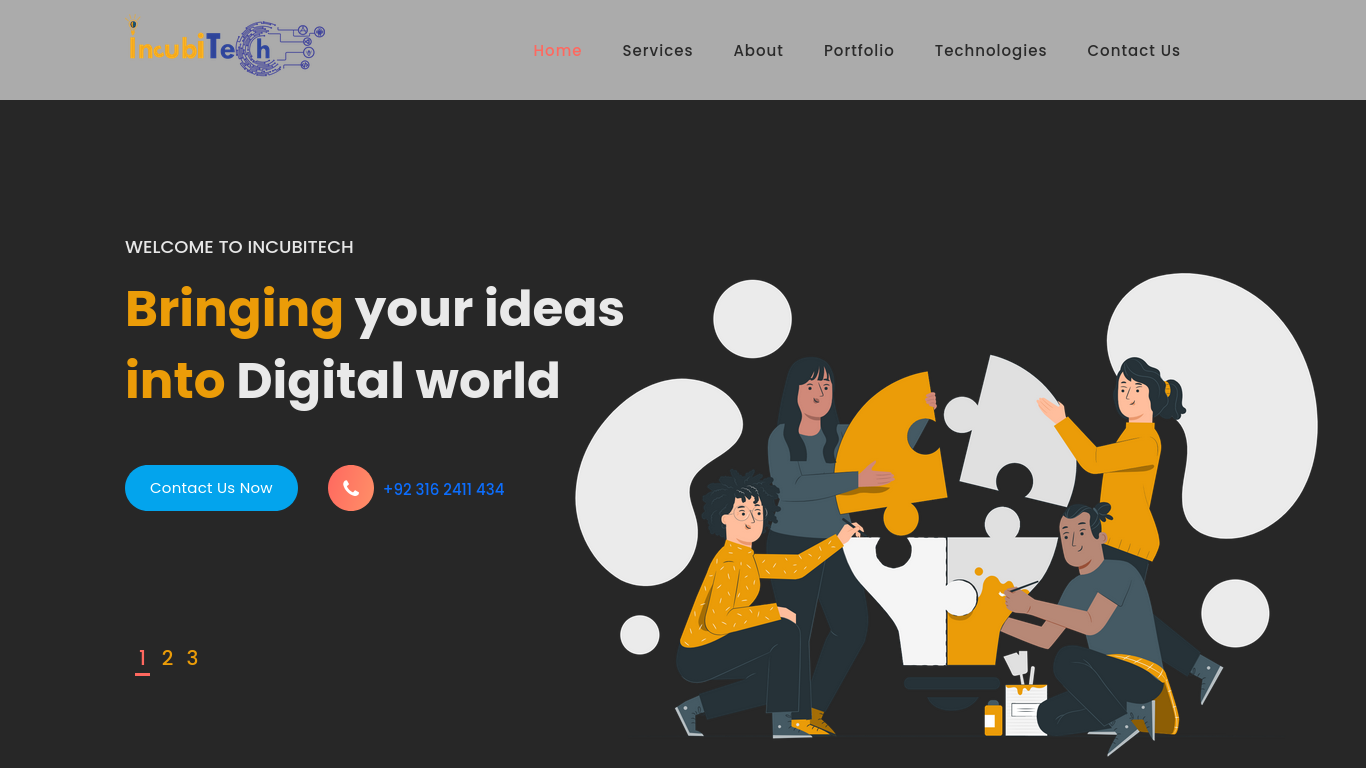 incubiTech
Home Services About Portfolio Technologies Contact Us
WELCOME TO INCUBITECH
Bringing your ideas
into Digital world
Contact Us Now
+92 316 2411 434
1 2 3